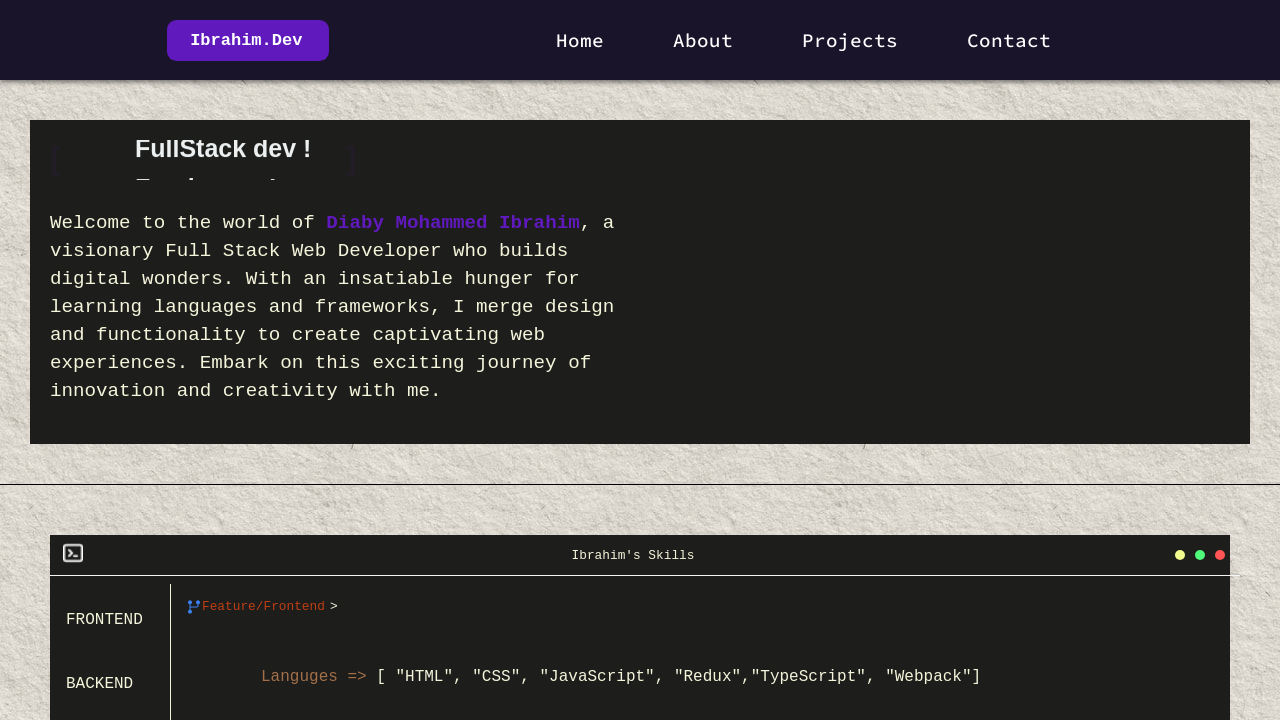 Ibrahim.Dev
Home
About
Projects
Contact
[ FullStack dev ! ]
Welcome to the world of Diaby Mohammed Ibrahim, a
visionary Full Stack Web Developer who builds
digital wonders. With an insatiable hunger for
learning languages and frameworks, I merge design
and functionality to create captivating web
experiences. Embark on this exciting journey of
innovation and creativity with me.
Ibrahim's Skills
FRONTEND
BACKEND
Feature/Frontend >
Languges => [ "HTML", "CSS", "JavaScript", "Redux","TypeScript", "Webpack"]